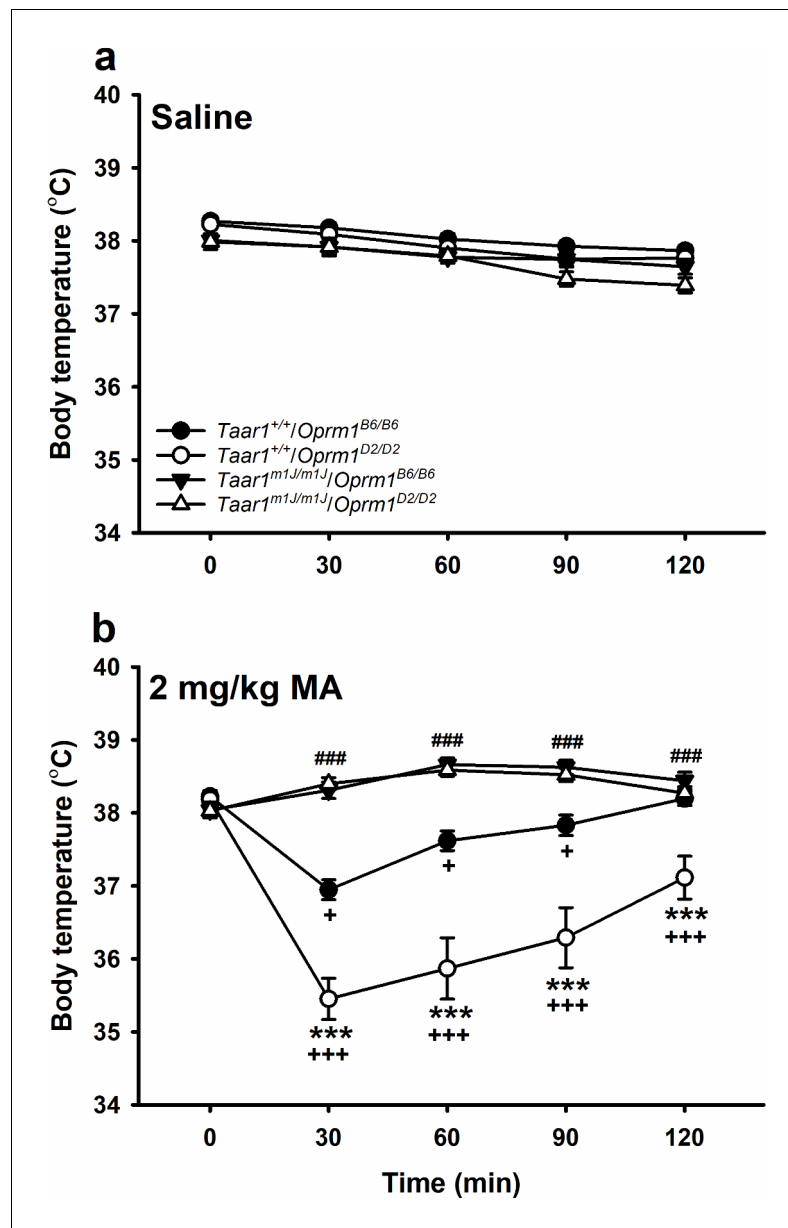 a
Saline
Body temperature (°C)
40
39
38
37
36
35
34
Taar1+/+/Oprm1B6/B6
Taar1+/+/Oprm1D2/D2
Taar1m1J/m1J/Oprm1B6/B6
Taar1m1J/m1J/Oprm1D2/D2
0 30 60 90 120
b
2 mg/kg MA
Body temperature (°C)
40
39
38
37
36
35
34
### ### ### ###
+ + +
*** *** *** ***
+++ +++ +++ +++
0 30 60 90 120
Time (min)